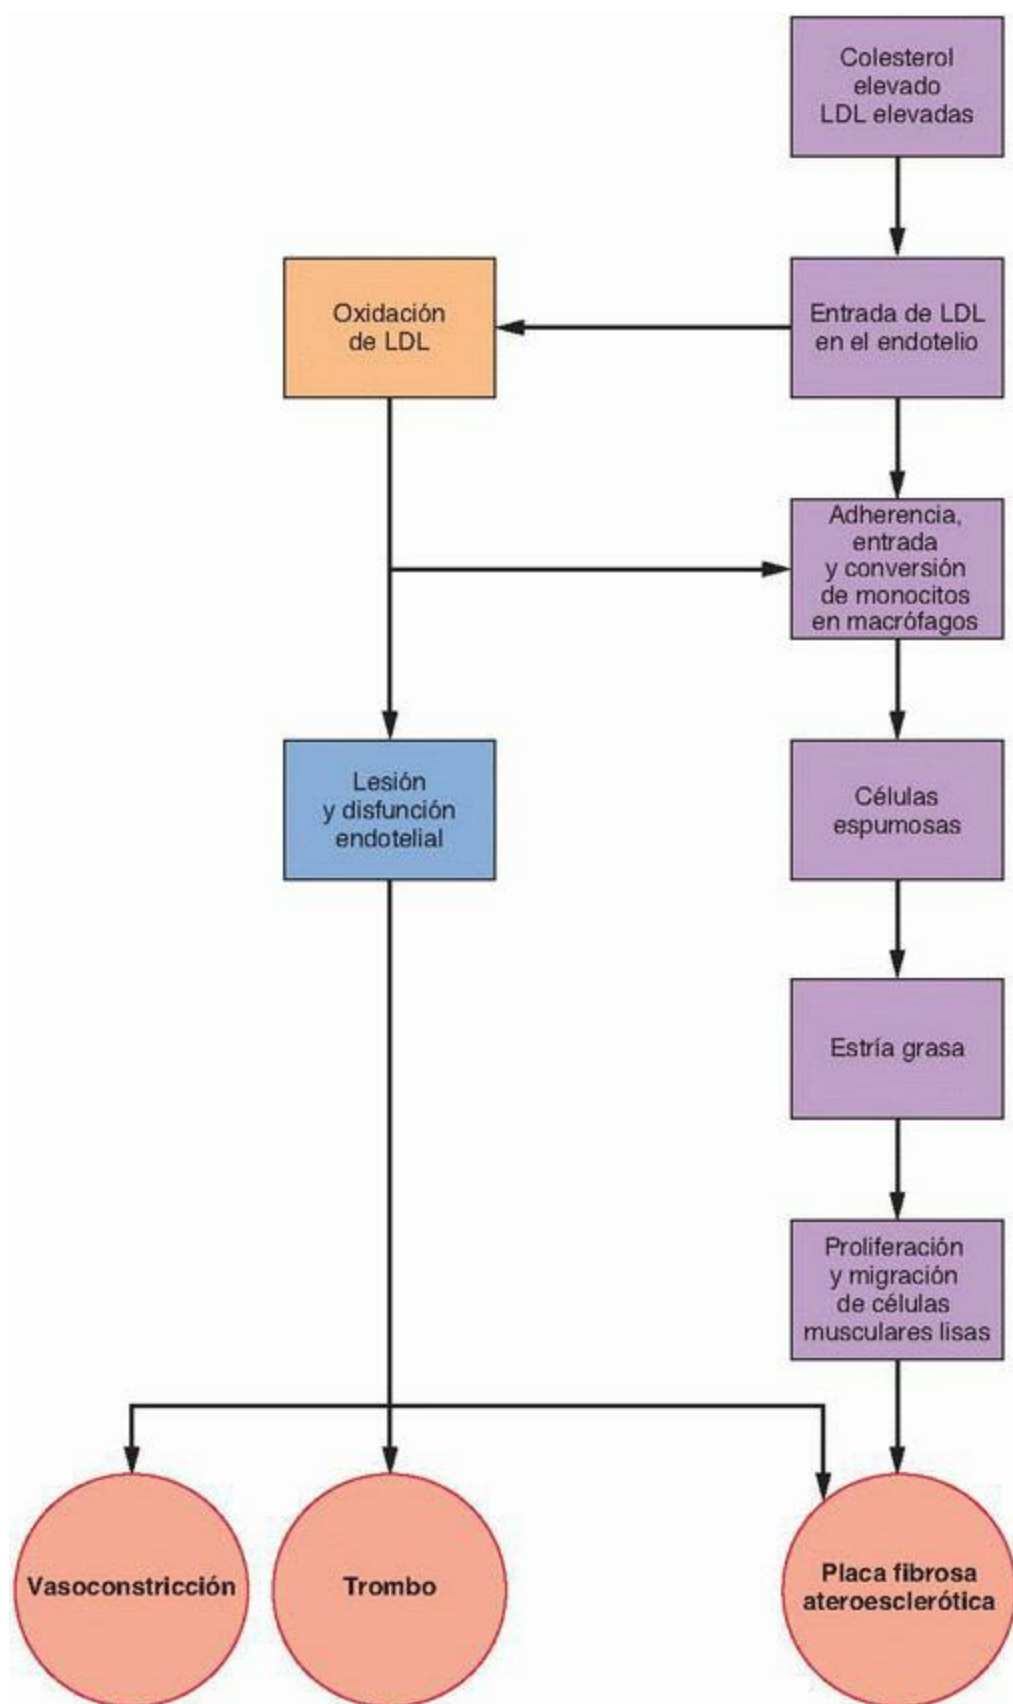 Colesterol
elevado
LDL elevadas
Oxidación
de LDL
Entrada de LDL
en el endotelio
Adherencia,
entrada
y conversión
de monocitos
en macrófagos
Lesión
y disfunción
endotelial
Células
espumosas
Estría grasa
Proliferación
y migración
de células
musculares lisas
Vasoconstricción
Trombo
Placa fibrosa
ateroesclerótica